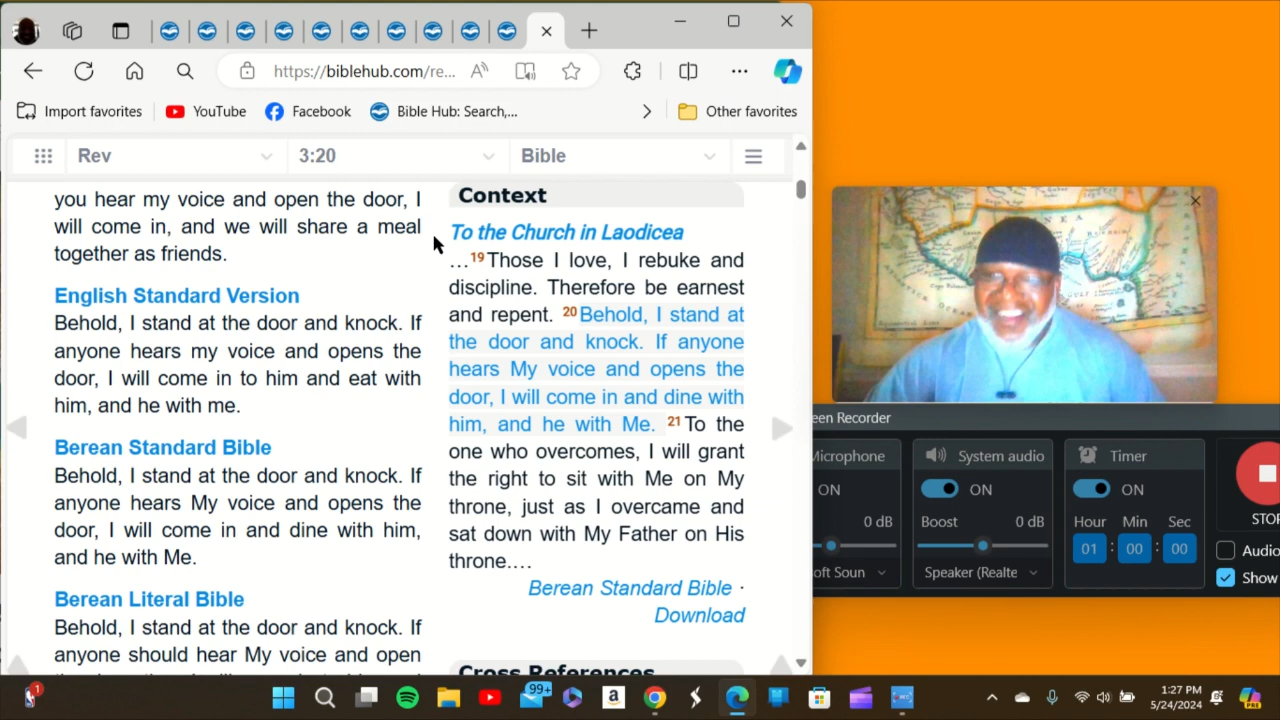 https://biblehub.com/re...
Import favorites
YouTube
Facebook
Bible Hub: Search,...
Other favorites
Rev
3:20
Bible
you hear my voice and open the door, I
will come in, and we will share a meal
together as friends.
English Standard Version
Behold, I stand at the door and knock. If
anyone hears my voice and opens the
door, I will come in to him and eat with
him, and he with me.
Berean Standard Bible
Behold, I stand at the door and knock. If
anyone hears My voice and opens the
door, I will come in and dine with him,
and he with Me.
Berean Literal Bible
Behold, I stand at the door and knock. If
anyone should hear My voice and open
Context
To the Church in Laodicea
...19Those I love, I rebuke and
discipline. Therefore be earnest
and repent. 20Behold, I stand at
the door and knock. If anyone
hears My voice and opens the
door, I will come in and dine with
him, and he with Me. 21To the
one who overcomes, I will grant
the right to sit with Me on My
throne, just as I overcame and
sat down with My Father on His
throne....
Berean Standard Bible ·
Download
Cross References
een Recorder
Microphone
ON
0 dB
oft Soun
System audio
ON
Boost
0 dB
Speaker (Realte
Timer
ON
Hour Min Sec
01 : 00 : 00
STOP
Audio
Show
1
99+
a
1:27 PM
5/24/2024
PRE